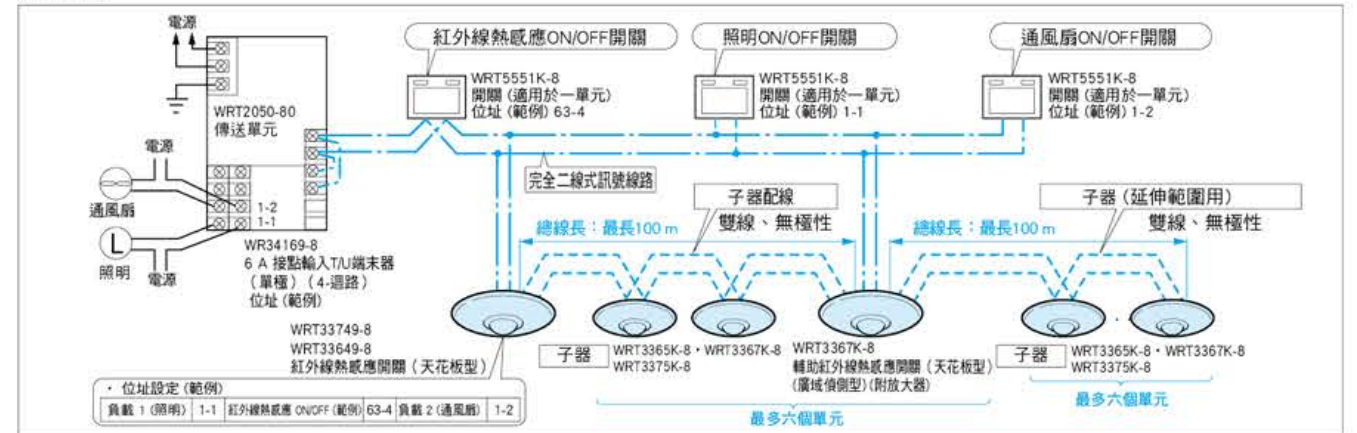 電源
紅外線熱感應ON/OFF開關
照明ON/OFF開關
通風扇ON/OFF開關
WRT5551K-8
開關 (適用於一單元)
位址 (範例) 63-4
WRT5551K-8
開關 (適用於一單元)
位址 (範例) 1-1
WRT5551K-8
開關 (適用於一單元)
位址 (範例) 1-2
WRT2050-80
傳送單元
電源
通風扇
1-2
1-1
L
照明
電源
完全二線式訊號線路
WR34169-8
6 A 接點輸入T/U端末器
(單極) (4-迴路)
位址 (範例)
子器配線
雙線、無極性
子器 (延伸範圍用)
雙線、無極性
總線長：最長100 m
總線長：最長100 m
WRT33749-8
WRT33649-8
紅外線熱感應開關 (天花板型)
子器
WRT3365K-8・WRT3367K-8
WRT3375K-8
WRT3367K-8
輔助紅外線熱感應開關 (天花板型)
(廣域偵側型) (附放大器)
子器
WRT3365K-8・WRT3367K-8
WRT3375K-8
最多六個單元
最多六個單元
・ 位址設定 (範例)
負載 1 (照明) 1-1 紅外線熱感應 ON/OFF (範例) 63-4 負載 2 (通風扇) 1-2